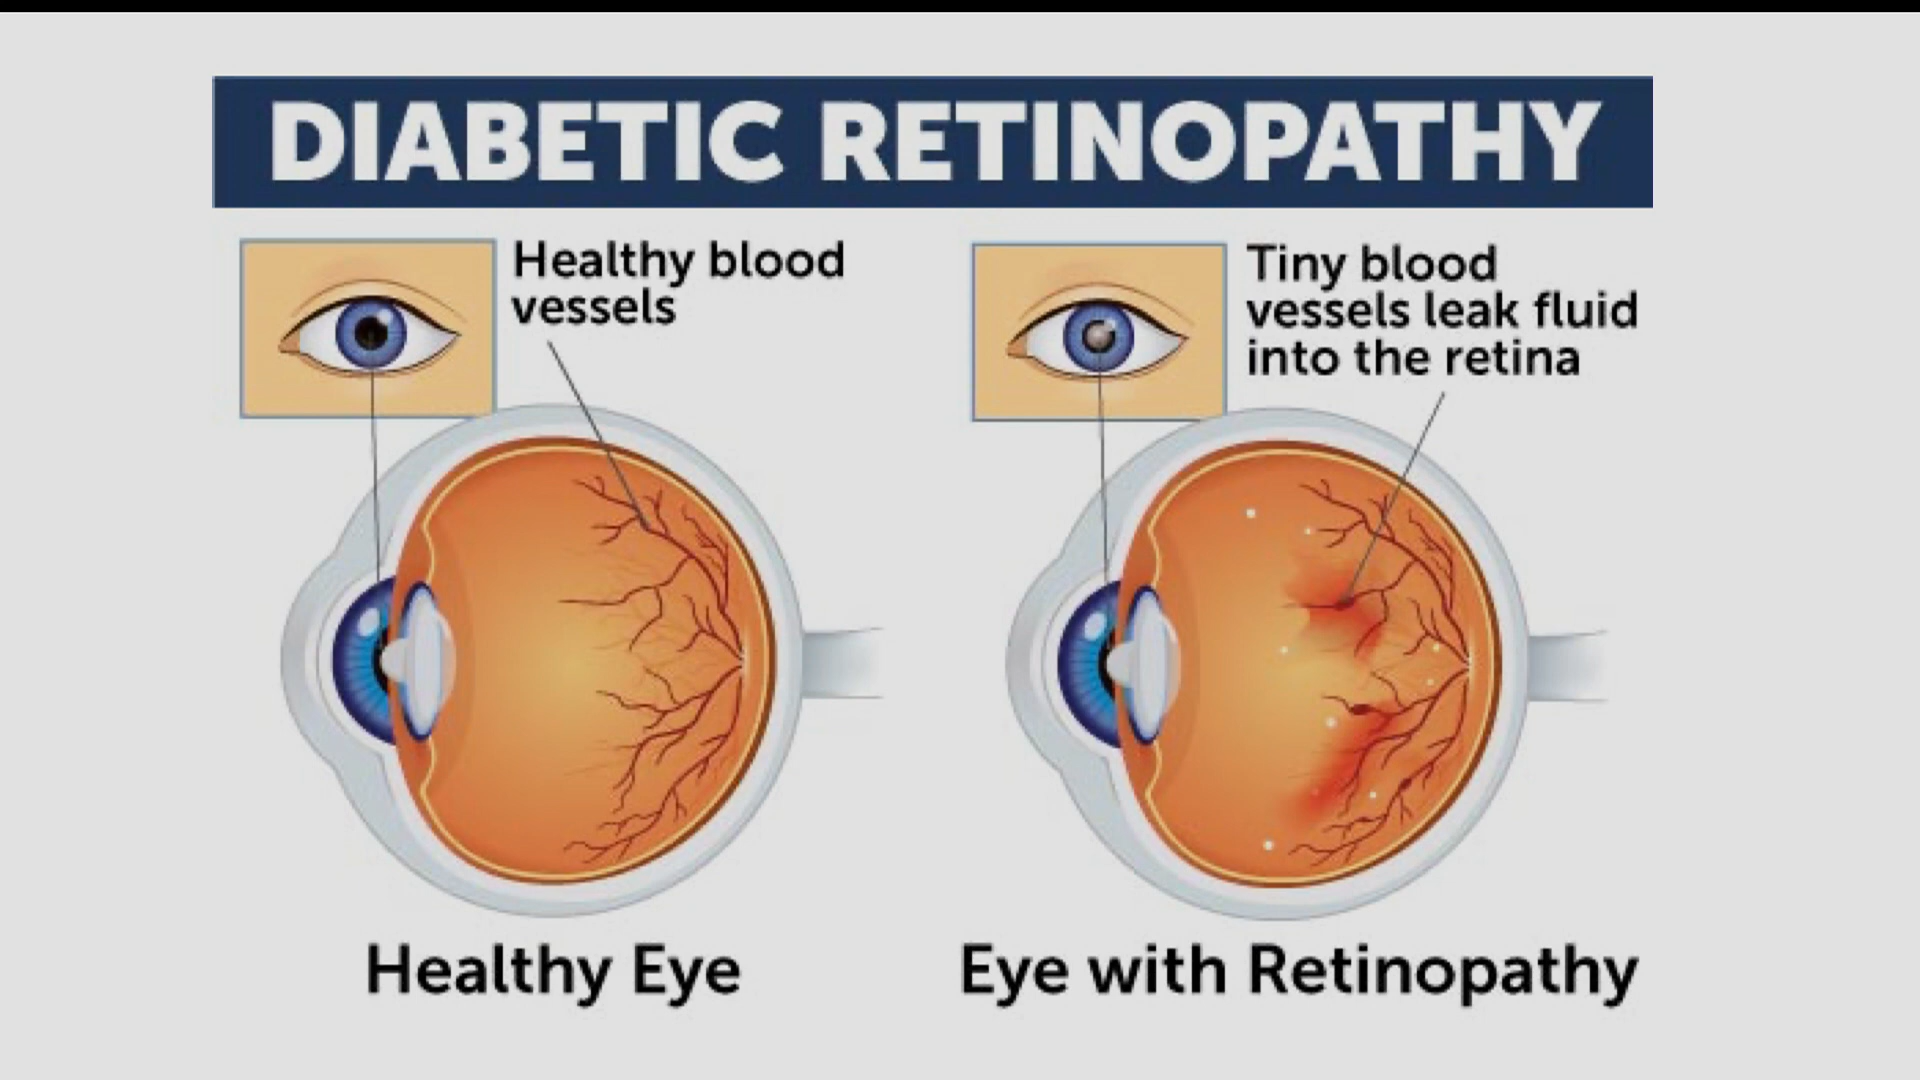 DIABETIC RETINOPATHY
Healthy blood
vessels
Tiny blood
vessels leak fluid
into the retina
Healthy Eye
Eye with Retinopathy